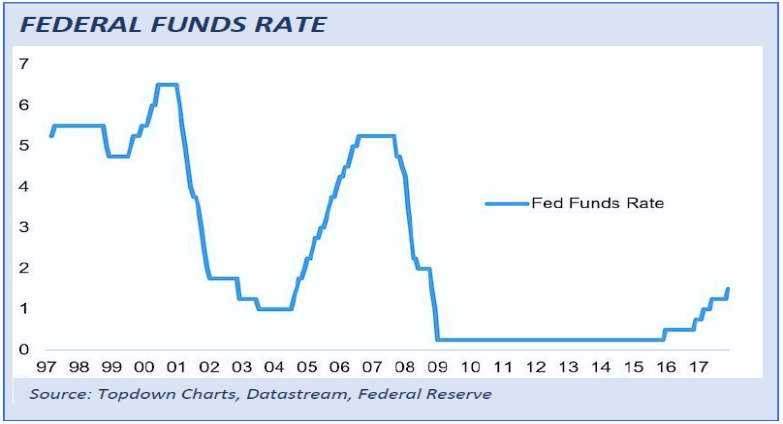 FEDERAL FUNDS RATE
7
6
5
4
3
2
1
0
Fed Funds Rate
97 98 99 00 01 02 03 04 05 06 07 08 09 10 11 12 13 14 15 16 17
Source: Topdown Charts, Datastream, Federal Reserve